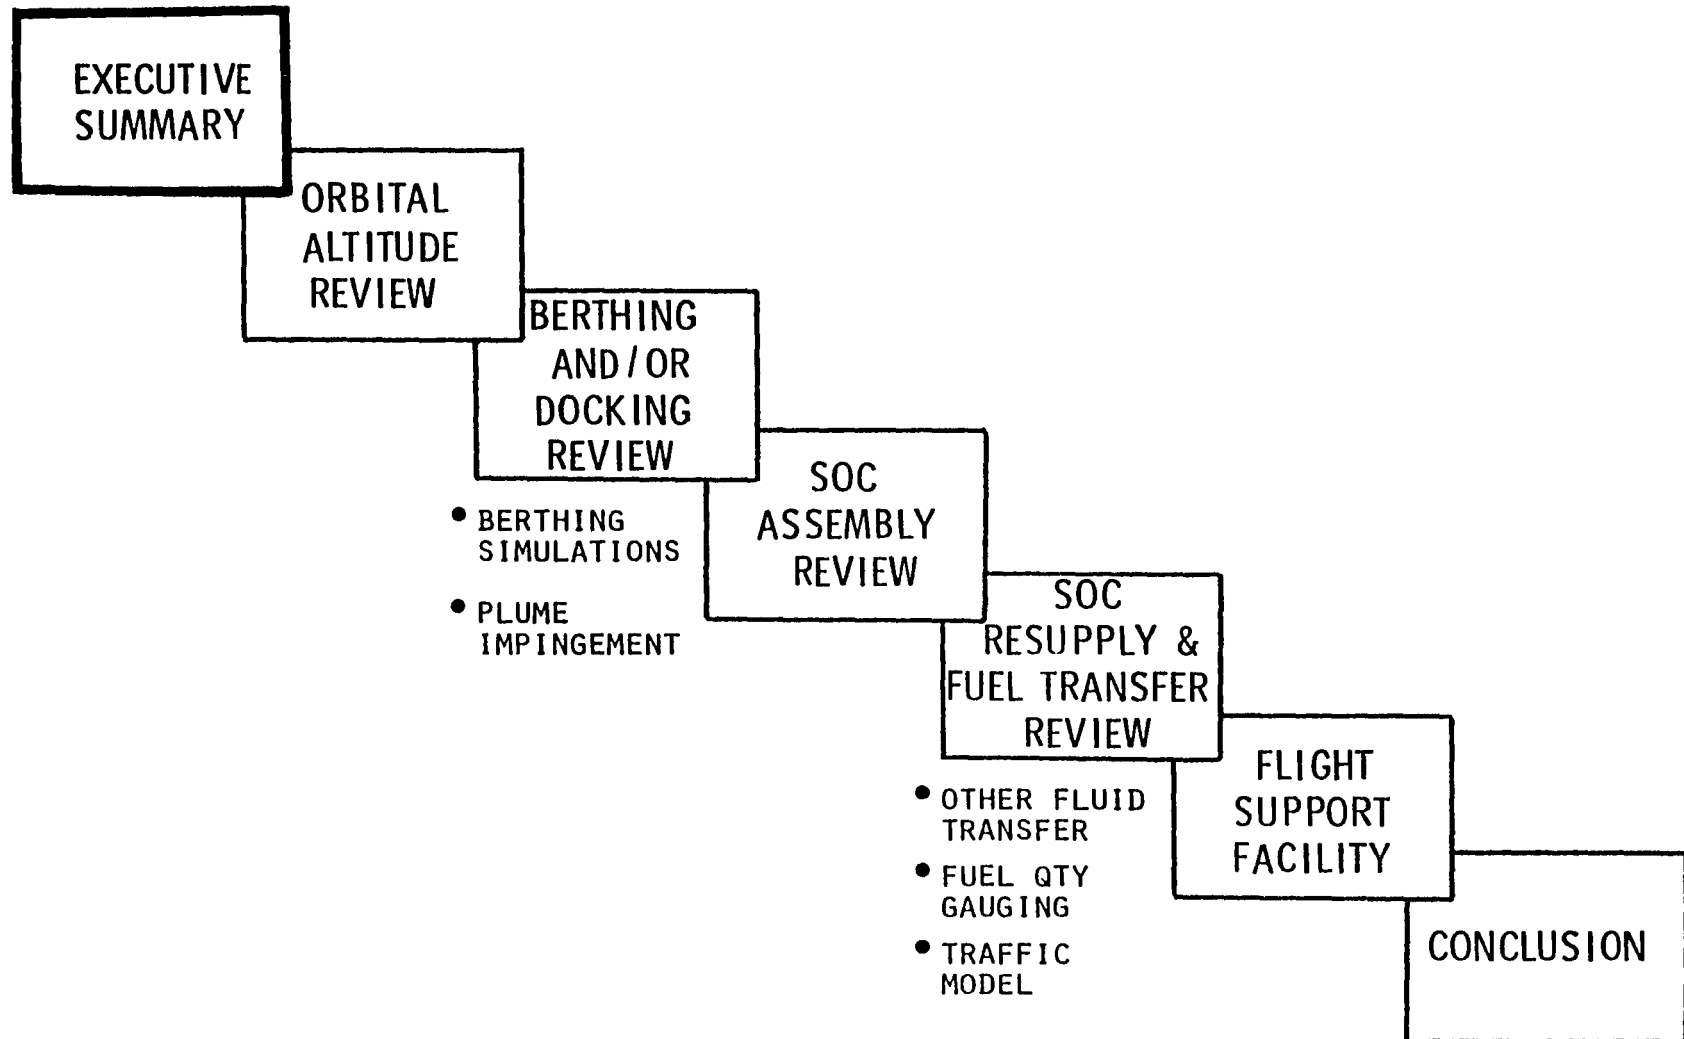 EXECUTIVE
SUMMARY
ORBITAL
ALTITUDE
REVIEW
BERTHING
AND/OR
DOCKING
REVIEW
• BERTHING
SIMULATIONS
• PLUME
IMPINGEMENT
SOC
ASSEMBLY
REVIEW
SOC
RESUPPLY &
FUEL TRANSFER
REVIEW
• OTHER FLUID
TRANSFER
• FUEL QTY
GAUGING
• TRAFFIC
MODEL
FLIGHT
SUPPORT
FACILITY
CONCLUSION